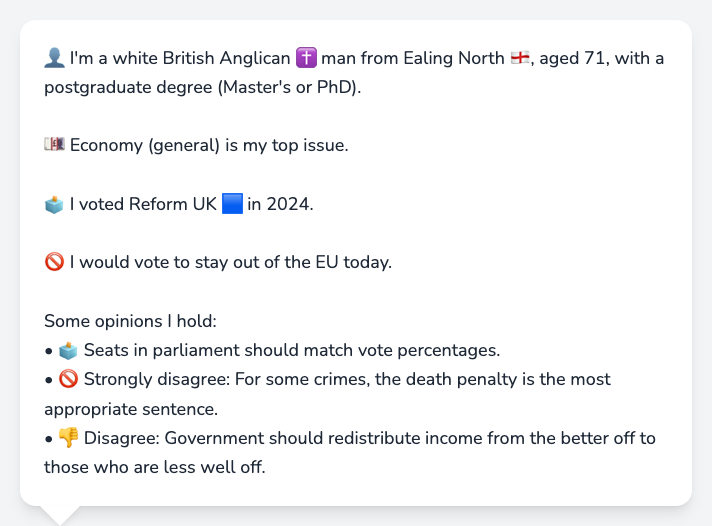 👤 I'm a white British Anglican ✝️ man from Ealing North 🏴󠁧󠁢󠁥󠁮󠁧󠁿, aged 71, with a
postgraduate degree (Master's or PhD).
💷 Economy (general) is my top issue.
🗳️ I voted Reform UK 🟦 in 2024.
🚫 I would vote to stay out of the EU today.
Some opinions I hold:
• 🗳️ Seats in parliament should match vote percentages.
• 🚫 Strongly disagree: For some crimes, the death penalty is the most
appropriate sentence.
• 👎 Disagree: Government should redistribute income from the better off to
those who are less well off.